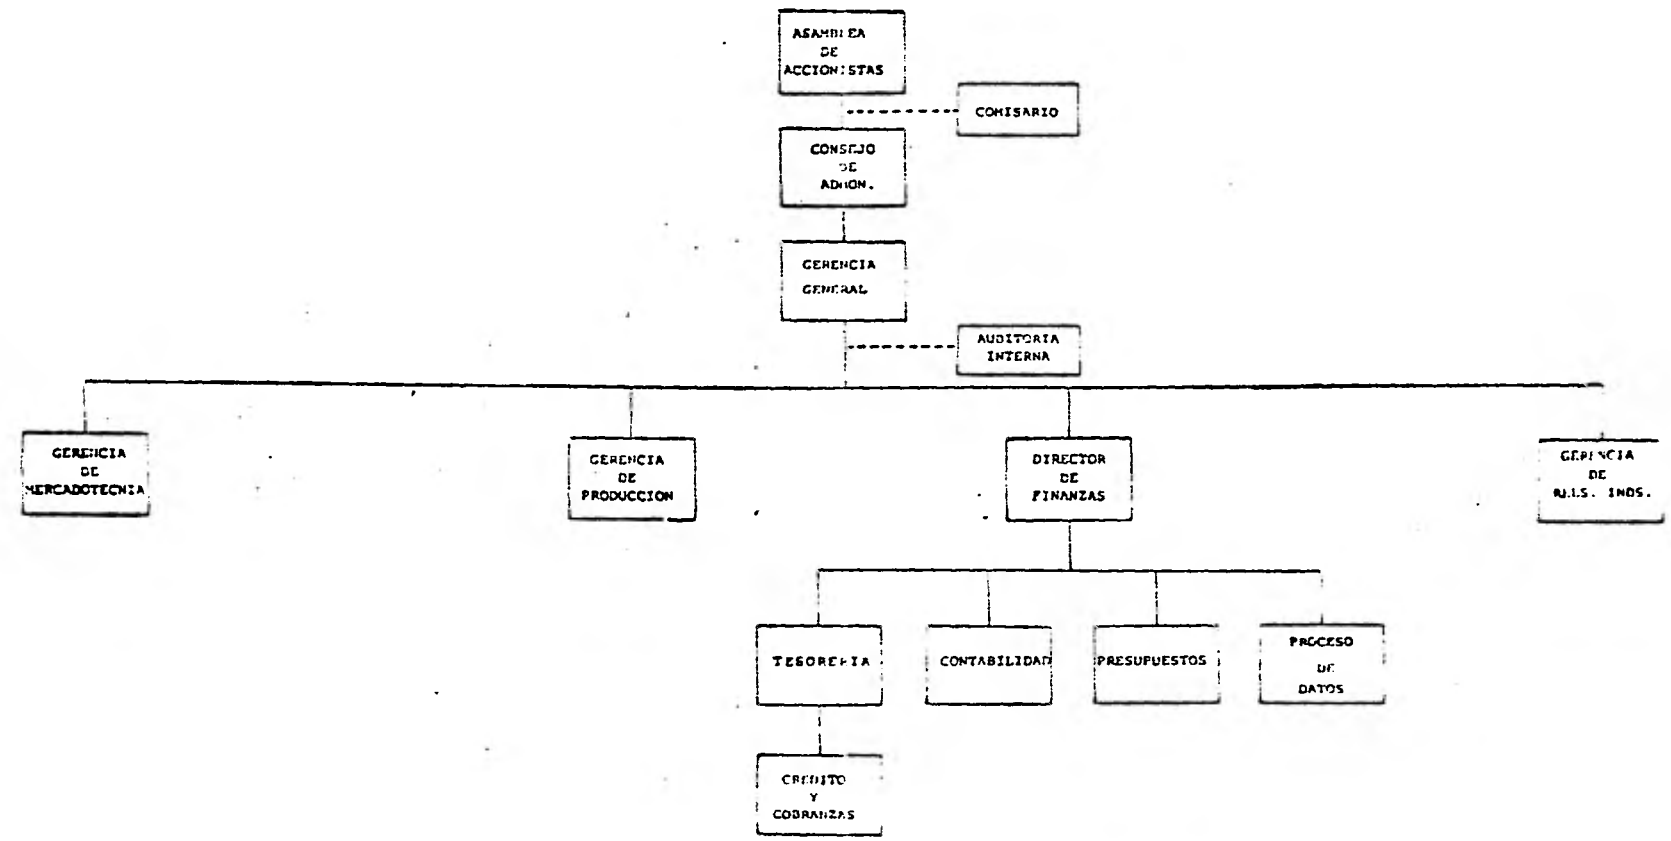 ASAMBLEA
DE
ACCIONISTAS
COMISARIO
CONSEJO
DE
ADMON.
GERENCIA
GENERAL
AUDITORIA
INTERNA
GERENCIA
DE
MERCADOTECNIA
GERENCIA
DE
PRODUCCION
DIRECTOR
DE
FINANZAS
GERENCIA
DE
INDS.
TESORERIA
CONTABILIDAD
PRESUPUESTOS
PROCESO
DE
DATOS
CREDITO
Y
COBRANZAS